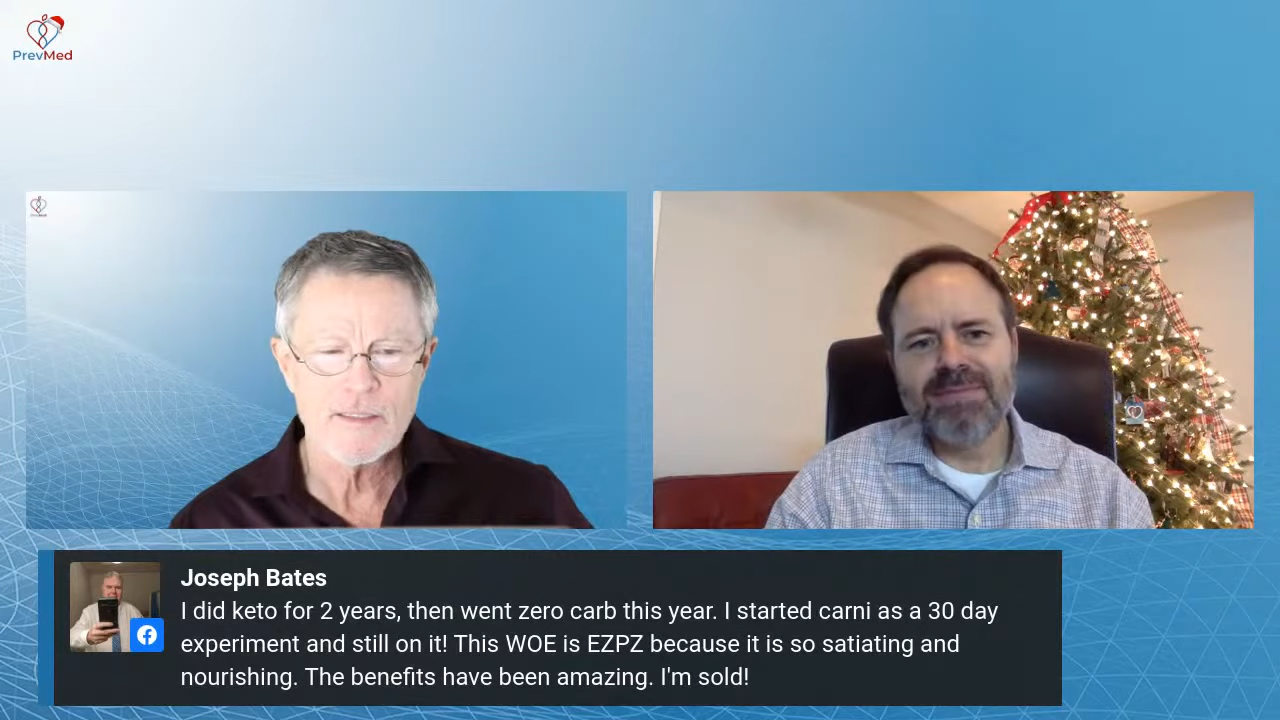 PrevMed
Joseph Bates
I did keto for 2 years, then went zero carb this year. I started carni as a 30 day
experiment and still on it! This WOE is EZPZ because it is so satiating and
nourishing. The benefits have been amazing. I'm sold!